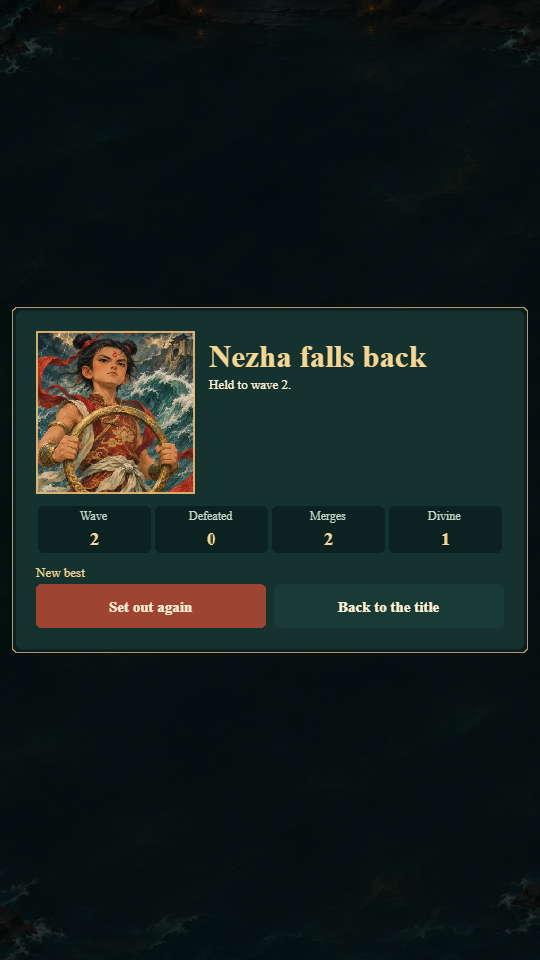 Nezha falls back
Held to wave 2.
Wave
2
Defeated
0
Merges
2
Divine
1
New best
Set out again
Back to the title